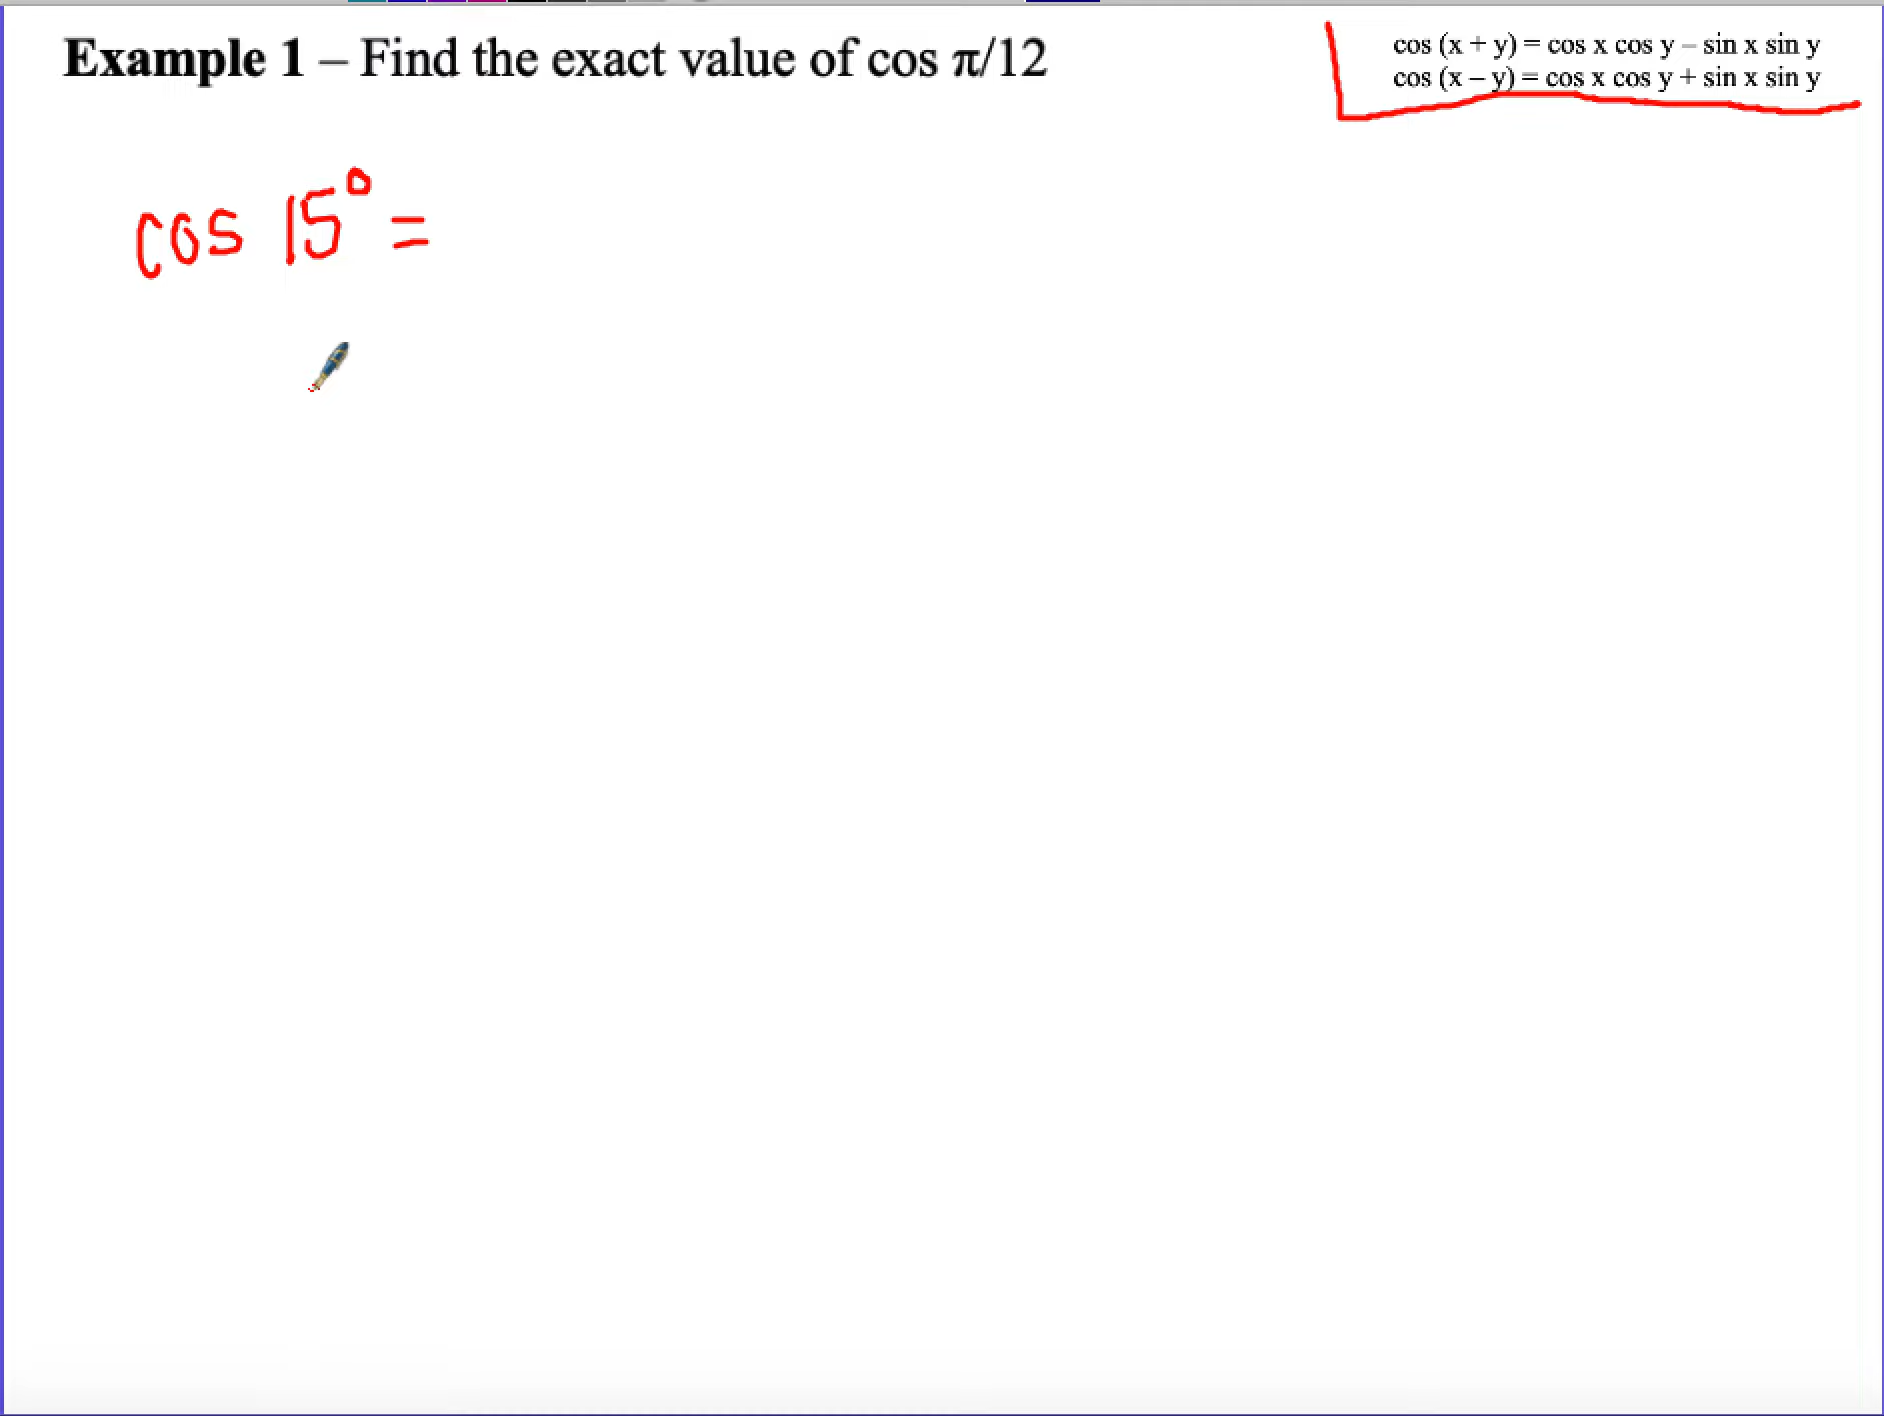 Example 1 – Find the exact value of cos π/12
cos (x + y) = cos x cos y – sin x sin y
cos (x – y) = cos x cos y + sin x sin y
cos 15° =